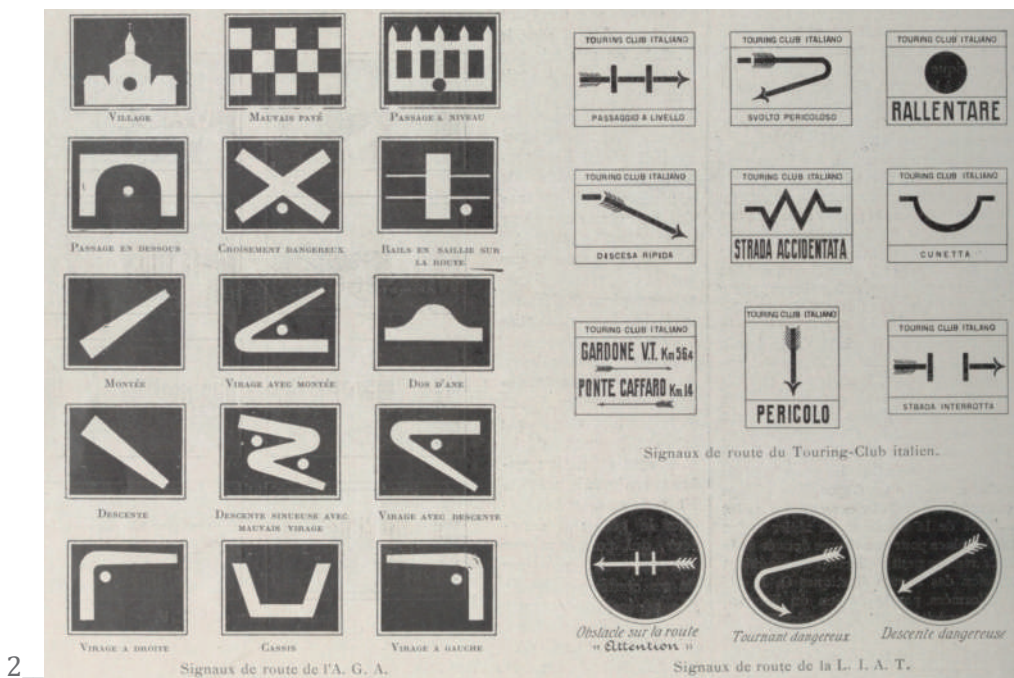 VILLAGE
MAUVAIS PAVÉ
PASSAGE A NIVEAU
PASSAGE EN DESSOUS
CROISEMENT DANGEREUX
RAILS EN SAILLIE SUR
LA ROUTE
MONTÉE
VIRAGE AVEC MONTÉE
DOS D'ANE
DESCENTE
DESCENTE SINUEUSE AVEC
MAUVAIS VIRAGE
VIRAGE AVEC DESCENTE
VIRAGE A DROITE
CASSIS
VIRAGE A GAUCHE
Signaux de route de l'A. G. A.
TOURING CLUB ITALIANO
PASSAGGIO A LIVELLO
TOURING CLUB ITALIANO
SVOLTO PERICOLOSO
TOURING CLUB ITALIANO
RALLENTARE
TOURING CLUB ITALIANO
DISCESA RIPIDA
TOURING CLUB ITALIANO
STRADA ACCIDENTATA
TOURING CLUB ITALIANO
CUNETTA
TOURING CLUB ITALIANO
GARDONE V.T. Km 56,4
PONTE CAFFARO Km 14
TOURING CLUB ITALIANO
PERICOLO
TOURING CLUB ITALIANO
STRADA INTERROTTA
Signaux de route du Touring-Club italien.
Obstacle sur la route
"Attention"
Tournant dangereux
Descente dangereuse
Signaux de route de la L. I. A. T.
2